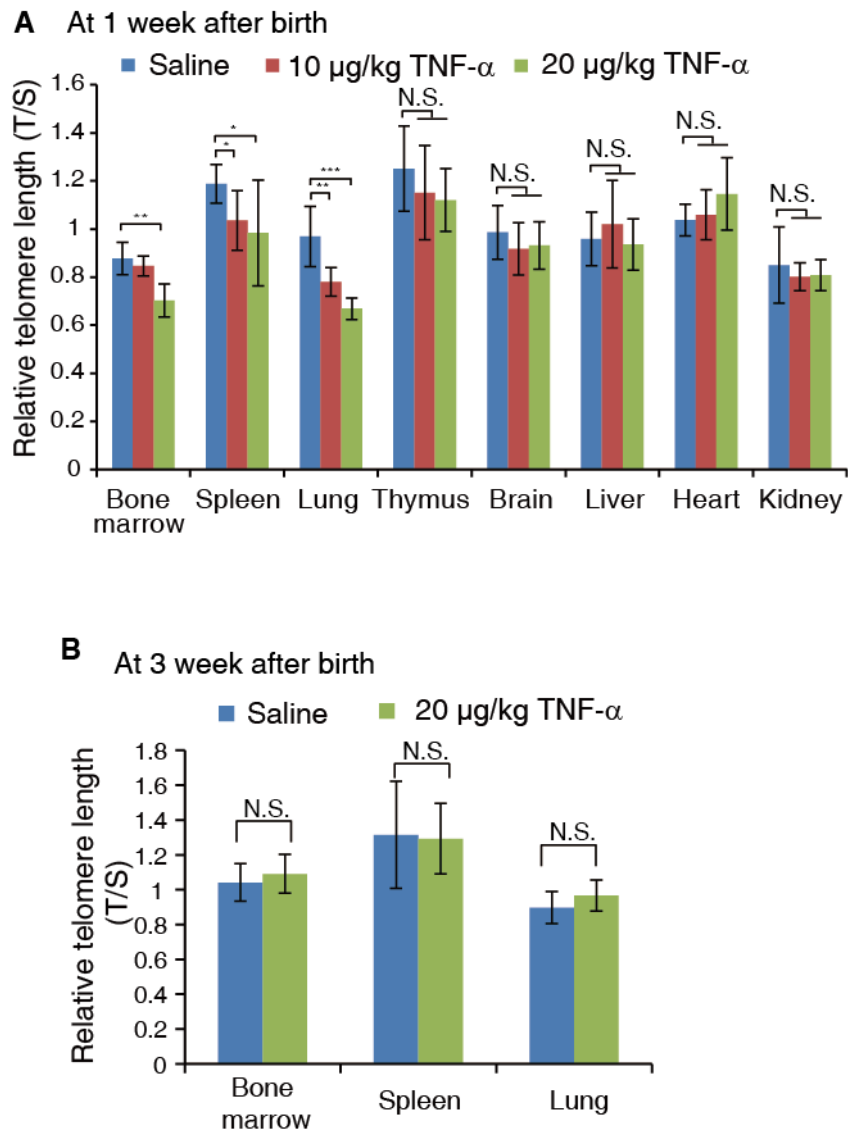 A At 1 week after birth
Saline 10 µg/kg TNF-α 20 µg/kg TNF-α
Relative telomere length (T/S)
1.6
1.4
1.2
1
0.8
0.6
0.4
0.2
0
**
*
*
***
**
N.S.
N.S.
N.S.
N.S.
N.S.
Bone marrow
Spleen
Lung
Thymus
Brain
Liver
Heart
Kidney
B At 3 week after birth
Saline 20 µg/kg TNF-α
Relative telomere length
(T/S)
1.8
1.6
1.4
1.2
1
0.8
0.6
0.4
0.2
0
N.S.
N.S.
N.S.
Bone
marrow
Spleen
Lung